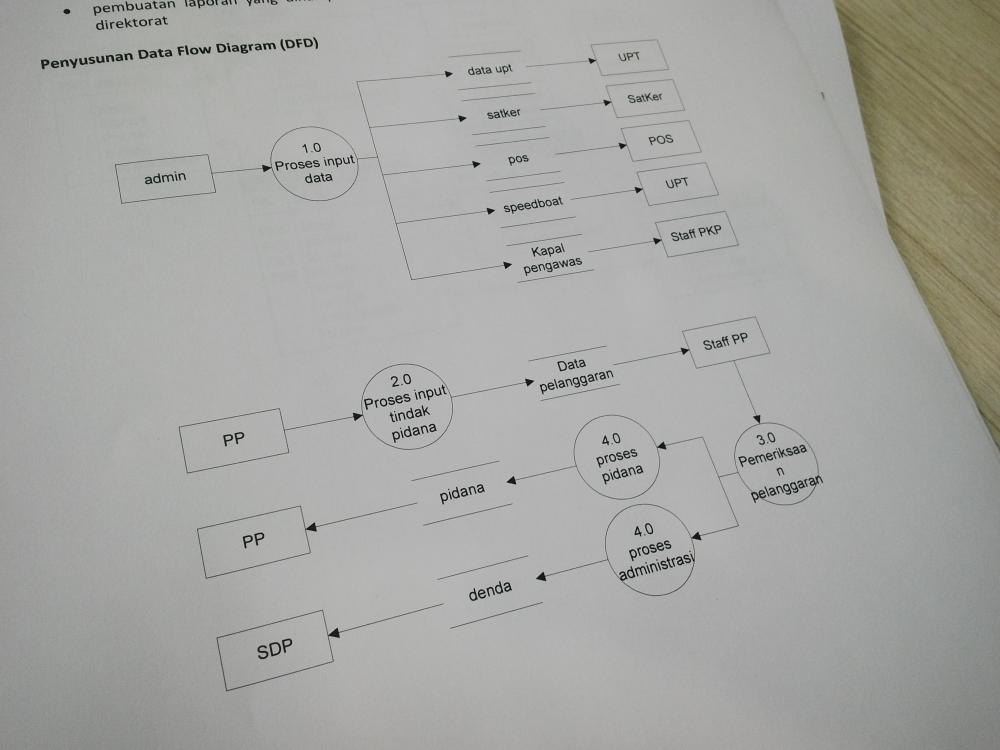 pembuatan laporan yang
direktorat
Penyusunan Data Flow Diagram (DFD)
admin
1.0
Proses input
data
data upt
UPT
satker
SatKer
pos
POS
speedboat
UPT
Kapal
pengawas
Staff PKP
PP
2.0
Proses input
tindak
pidana
Data
pelanggaran
Staff PP
3.0
Pemeriksaa
n
pelanggaran
4.0
proses
pidana
pidana
PP
4.0
proses
administrasi
denda
SDP